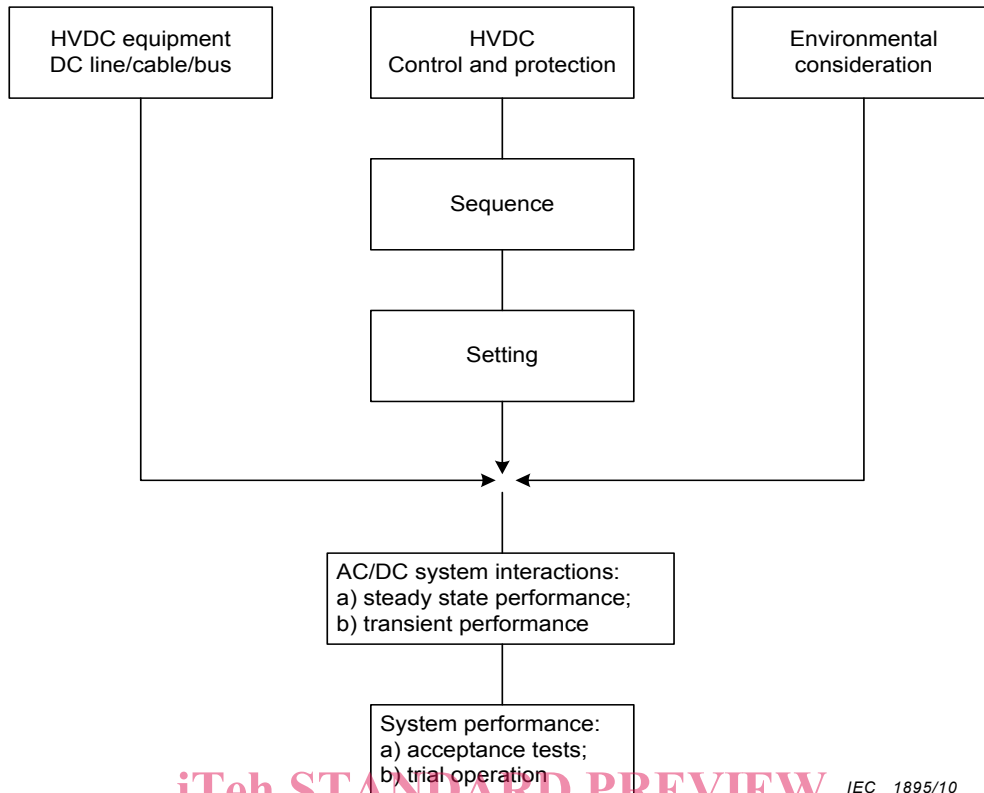 HVDC equipment
DC line/cable/bus
HVDC
Control and protection
Environmental
consideration
Sequence
Setting
AC/DC system interactions:
a) steady state performance;
b) transient performance
System performance:
a) acceptance tests;
b) trial operation
iTeh STANDARD PREVIEW
IEC 1895/10